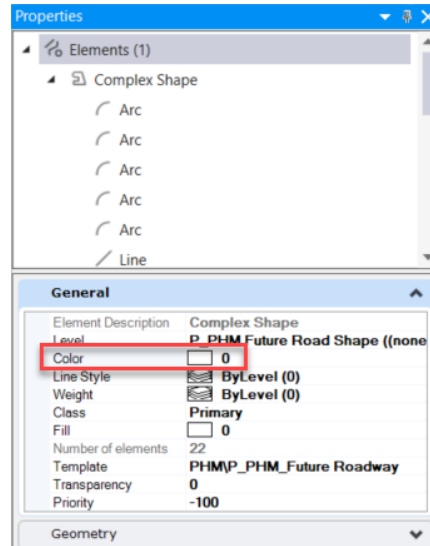 Properties
Elements (1)
Complex Shape
Arc
Arc
Arc
Arc
Arc
Line
General
Element Description Complex Shape
Level P_PHM Future Road Shape ((none
Color 0
Line Style ByLevel (0)
Weight ByLevel (0)
Class Primary
Fill 0
Number of elements 22
Template PHM\P_PHM_Future Roadway
Transparency 0
Priority -100
Geometry